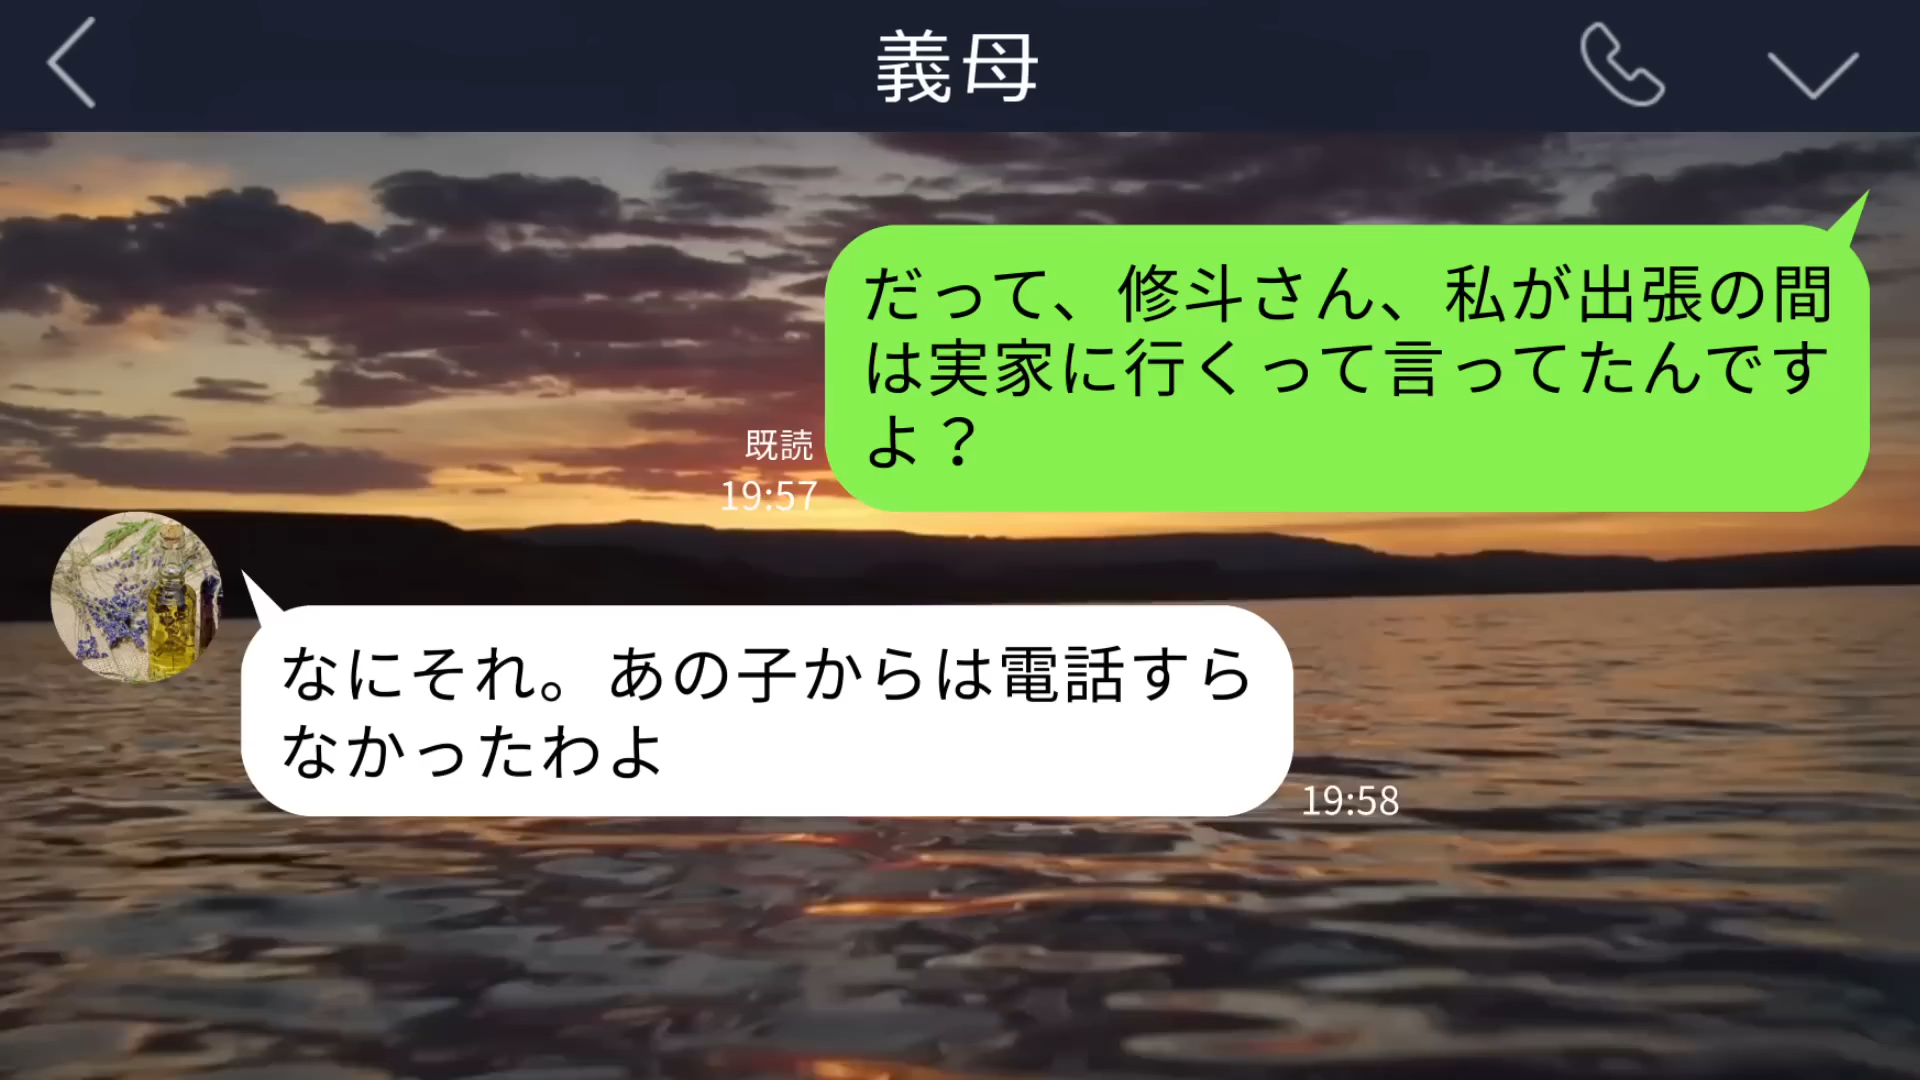 義母
だって、修斗さん、私が出張の間
は実家に行くって言ってたんです
よ？
既読
19:57
なにそれ。あの子からは電話すら
なかったわよ
19:58